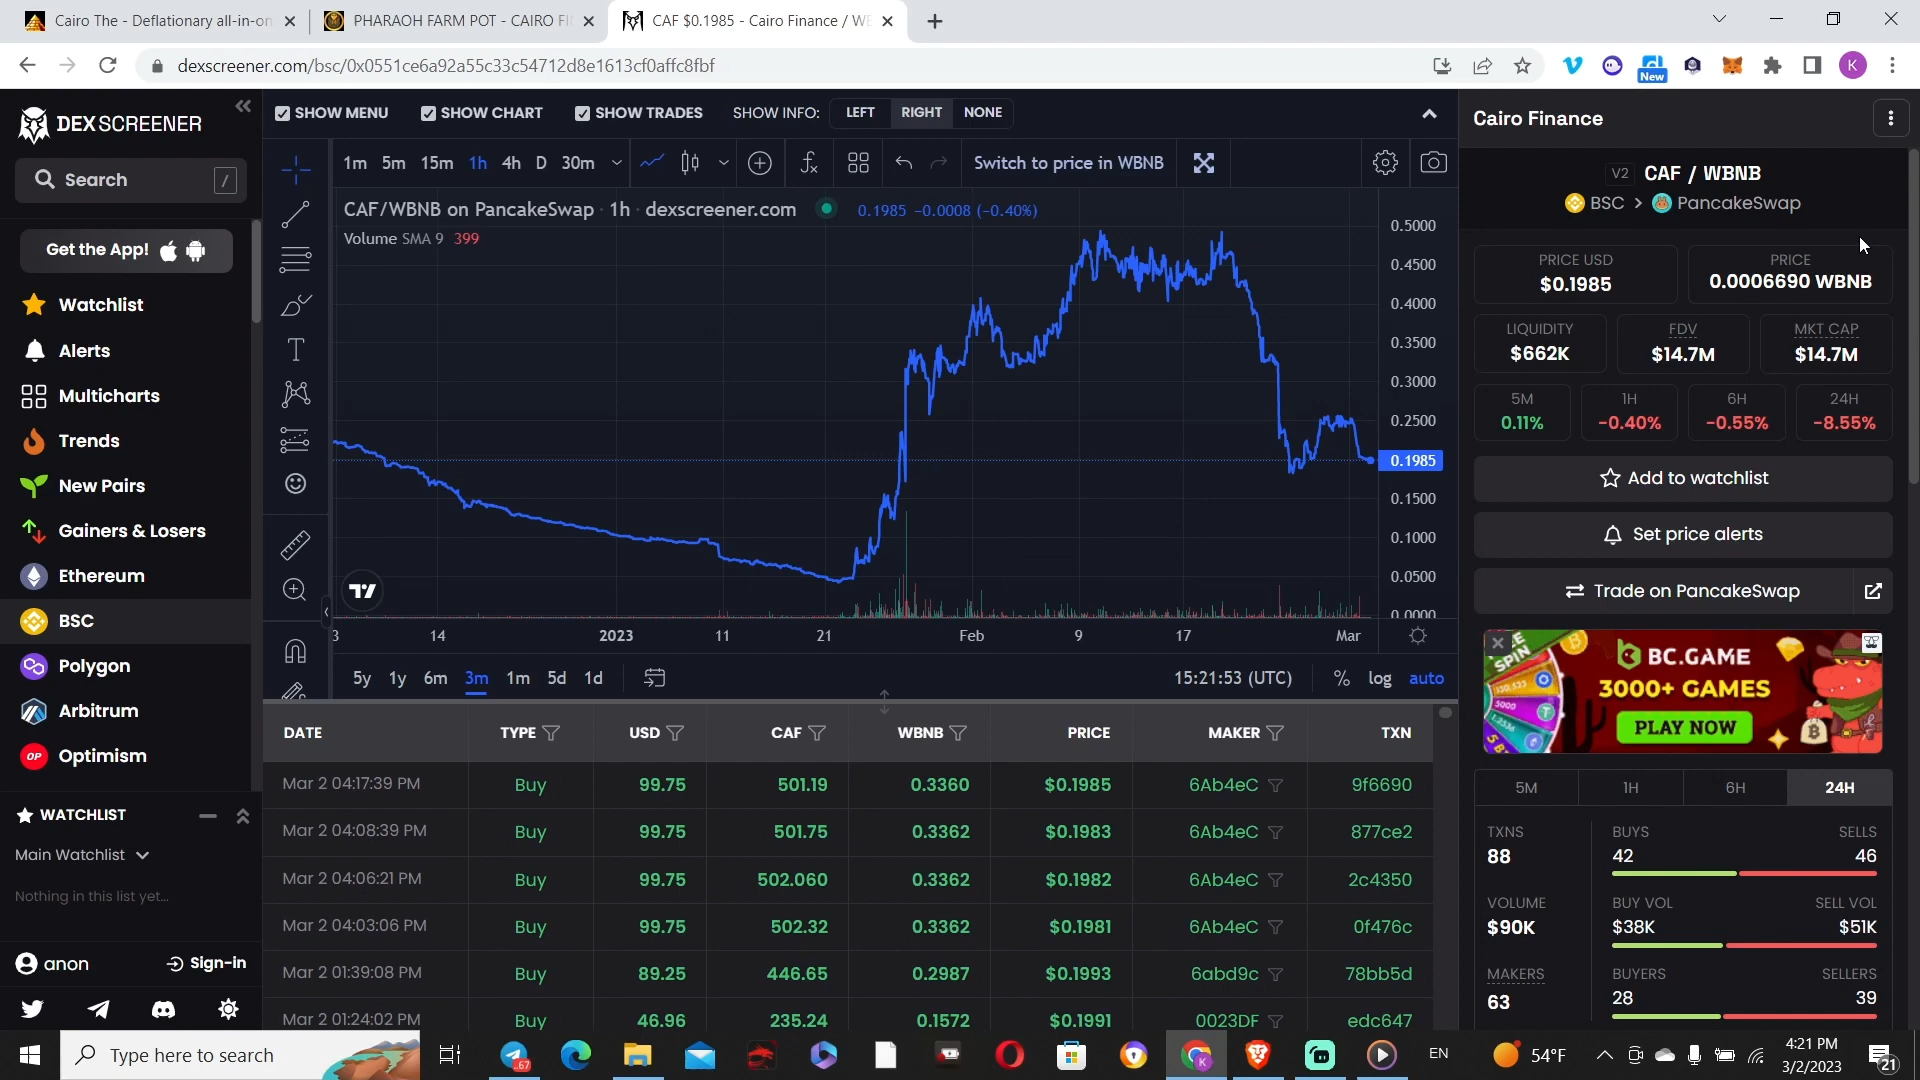 Cairo The - Deflationary all-in-on
PHARAOH FARM POT - CAIRO FI
CAF $0.1985 - Cairo Finance / WB
dexscreener.com/bsc/0x0551ce6a92a55c33c54712d8e1613cf0affc8fbf
New
K
DEXSCREENER
Search /
Get the App!
Watchlist
Alerts
Multicharts
Trends
New Pairs
Gainers & Losers
Ethereum
BSC
Polygon
Arbitrum
OP Optimism
WATCHLIST
Main Watchlist
Nothing in this list yet...
anon Sign-in
SHOW MENU SHOW CHART SHOW TRADES SHOW INFO: LEFT RIGHT NONE
1m 5m 15m 1h 4h D 30m Switch to price in WBNB
CAF/WBNB on PancakeSwap · 1h · dexscreener.com 0.1985 -0.0008 (-0.40%)
Volume SMA 9 399
0.5000
0.4500
0.4000
0.3500
0.3000
0.2500
0.1985
0.1500
0.1000
0.0500
0.0000
3 14 2023 11 21 Feb 9 17 Mar
5y 1y 6m 3m 1m 5d 1d 15:21:53 (UTC) % log auto
DATE TYPE USD CAF WBNB PRICE MAKER TXN
Mar 2 04:17:39 PM Buy 99.75 501.19 0.3360 $0.1985 6Ab4eC 9f6690
Mar 2 04:08:39 PM Buy 99.75 501.75 0.3362 $0.1983 6Ab4eC 877ce2
Mar 2 04:06:21 PM Buy 99.75 502.060 0.3362 $0.1982 6Ab4eC 2c4350
Mar 2 04:03:06 PM Buy 99.75 502.32 0.3362 $0.1981 6Ab4eC 0f476c
Mar 2 01:39:08 PM Buy 89.25 446.65 0.2987 $0.1993 6abd9c 78bb5d
Mar 2 01:24:02 PM Buy 46.96 235.24 0.1572 $0.1991 0023DF edc647
Cairo Finance
V2 CAF / WBNB
BSC > PancakeSwap
PRICE USD PRICE
$0.1985 0.0006690 WBNB
LIQUIDITY FDV MKT CAP
$662K $14.7M $14.7M
5M 1H 6H 24H
0.11% -0.40% -0.55% -8.55%
Add to watchlist
Set price alerts
Trade on PancakeSwap
BC.GAME
3000+ GAMES
PLAY NOW
5M 1H 6H 24H
TXNS BUYS SELLS
88 42 46
VOLUME BUY VOL SELL VOL
$90K $38K $51K
MAKERS BUYERS SELLERS
63 28 39
Type here to search
67
K
EN
54°F
4:21 PM
3/2/2023
21